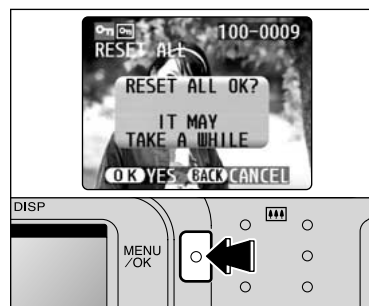 100-0009
RESET ALL
RESET ALL OK?
IT MAY
TAKE A WHILE
OK YES BACK CANCEL
DISP
MENU
/OK